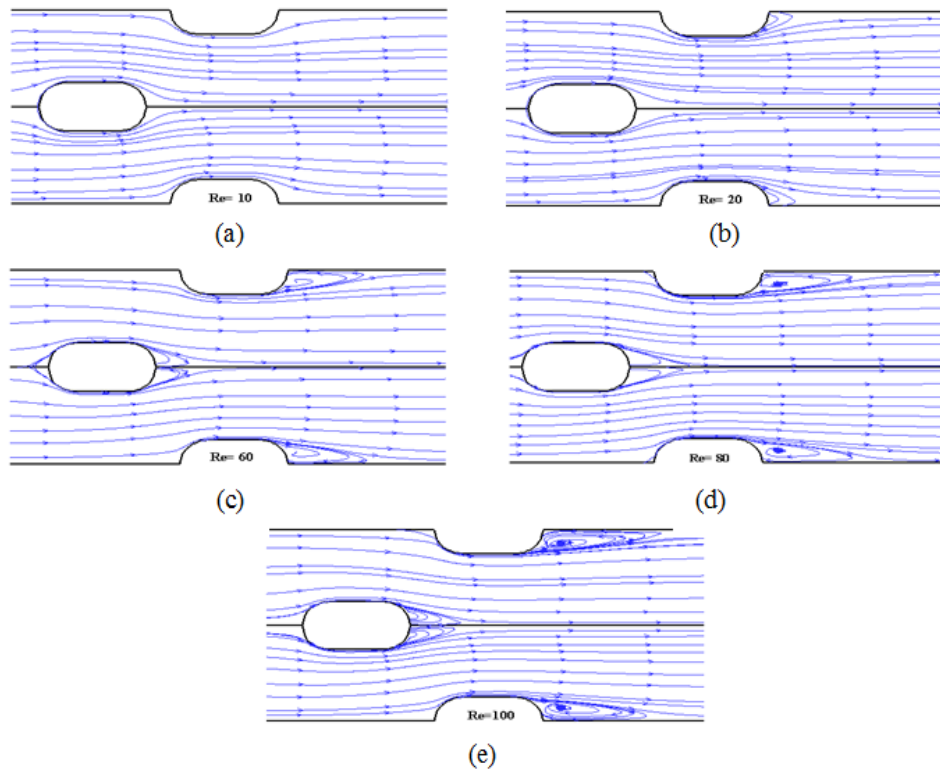 Re= 10
Re= 20
(a)
(b)
Re= 60
Re= 80
(c)
(d)
Re=100
(e)